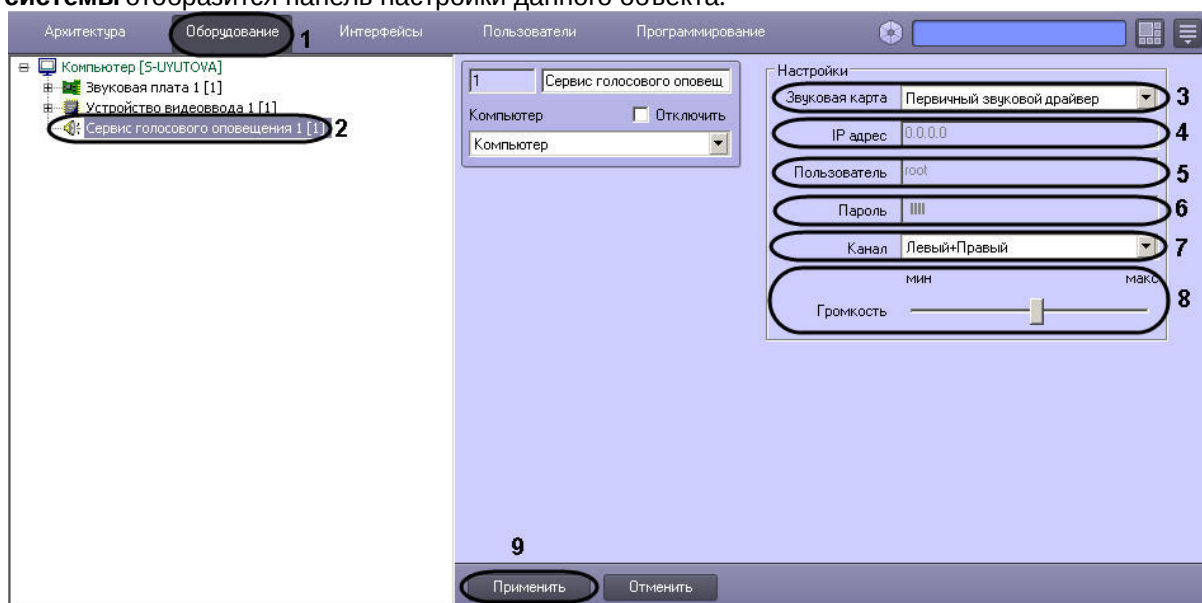 системы отобразится панель настройки данного объекта.
Архитектура Оборудование 1 Интерфейсы Пользователи Программирование
Компьютер [S-UYUTOVA]
Звуковая плата 1 [1]
Устройство видеоввода 1 [1]
Сервис голосового оповещения 1 [1] 2
1 Сервис голосового оповещ
Компьютер Отключить
Компьютер
Настройки
Звуковая карта Первичный звуковой драйвер 3
IP адрес 0.0.0.0 4
Пользователь root 5
Пароль 6
Канал Левый+Правый 7
мин макс
Громкость 8
9
Применить Отменить